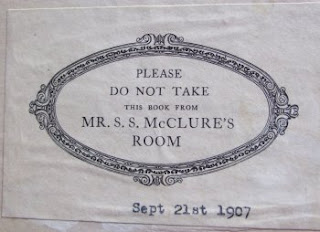 PLEASE
DO NOT TAKE
THIS BOOK FROM
MR. S. S. McCLURE'S
ROOM
Sept 21st 1907